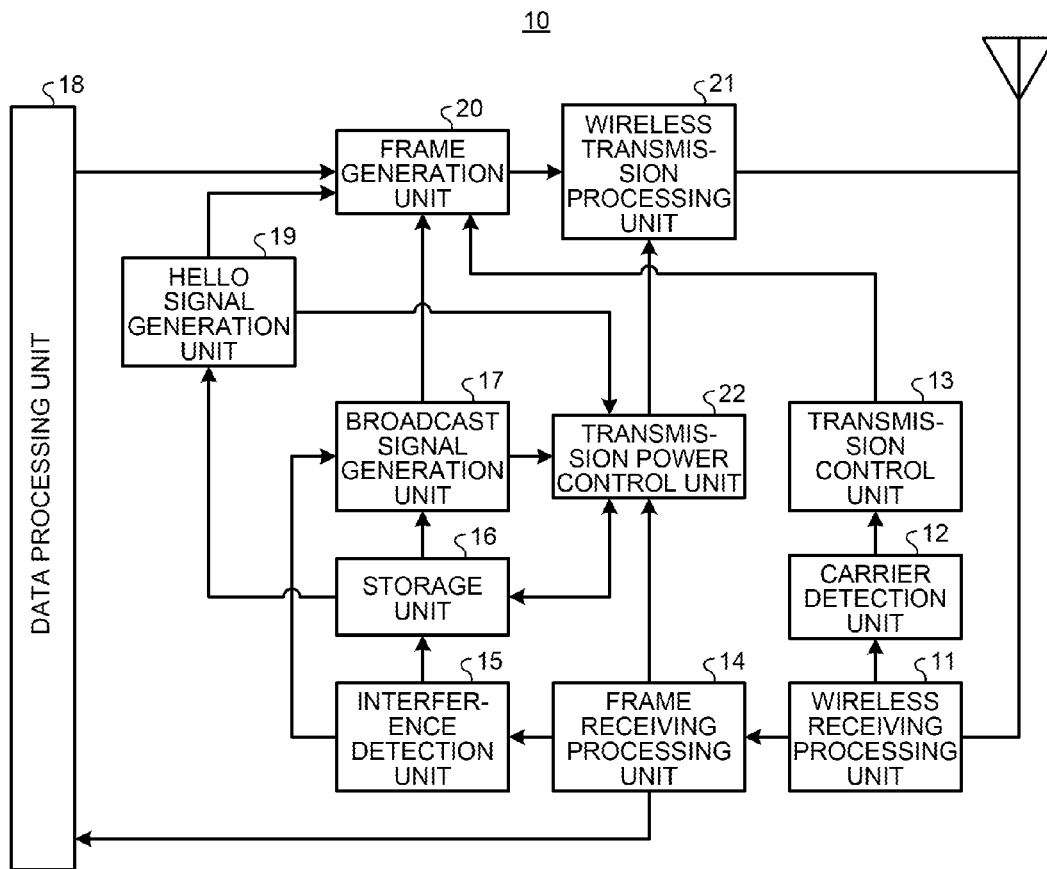 10
18
DATA PROCESSING UNIT
20
FRAME
GENERATION
UNIT
21
WIRELESS
TRANSMIS-
SION
PROCESSING
UNIT
19
HELLO
SIGNAL
GENERATION
UNIT
17
BROADCAST
SIGNAL
GENERATION
UNIT
22
TRANSMIS-
SION POWER
CONTROL UNIT
13
TRANSMIS-
SION
CONTROL
UNIT
16
STORAGE
UNIT
12
CARRIER
DETECTION
UNIT
15
INTERFER-
ENCE
DETECTION
UNIT
14
FRAME
RECEIVING
PROCESSING
UNIT
11
WIRELESS
RECEIVING
PROCESSING
UNIT